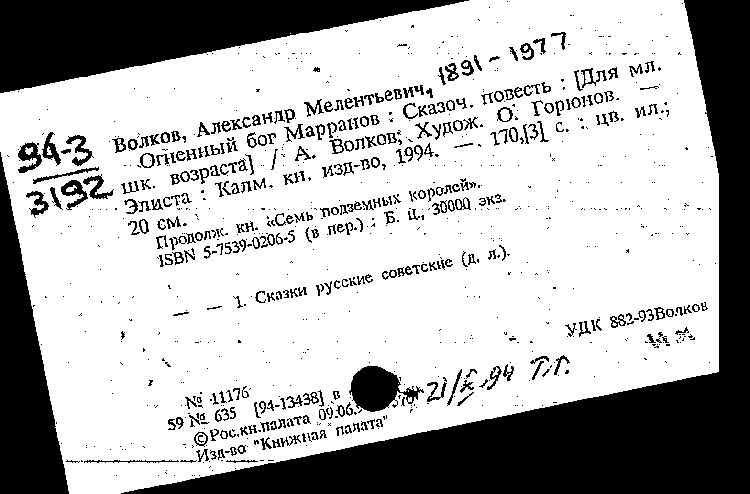 94-3
3192
Волков, Александр Мелентьевич, 1891-1977
Огненный бог Марранов : Сказоч. повесть : [Для мл.
шк. возраста] / А. Волков; Худож. О. Горюнов. —
Элиста : Калм. кн. изд-во, 1994. — 170,[3] с. : цв. ил.;
20 см.
Продолж. кн. «Семь подземных королей».
ISBN 5-7539-0206-5 (в пер.) : Б. ц., 30000 экз.
— — 1. Сказки русские советские (д. л.).
УДК 882-93Волков
№ 11176
59 № 635 [94-13438] в
©Рос.кн.палата 09.06.
21/X.94 Т.Г.
Изд-во "Книжная палата"